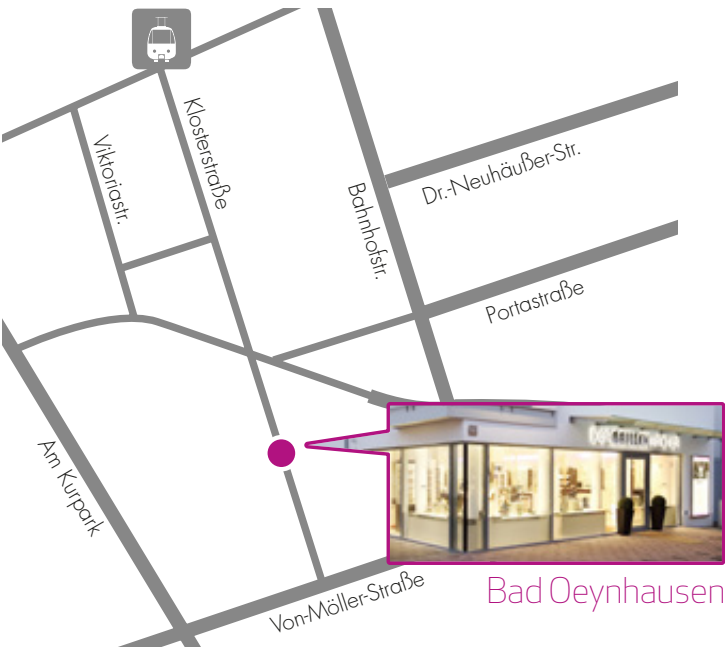 Klosterstraße
Viktoriastr.
Dr.-Neuhäußer-Str.
Bahnhofstr.
Portastraße
Am Kurpark
Von-Möller-Straße
Bad Oeynhausen